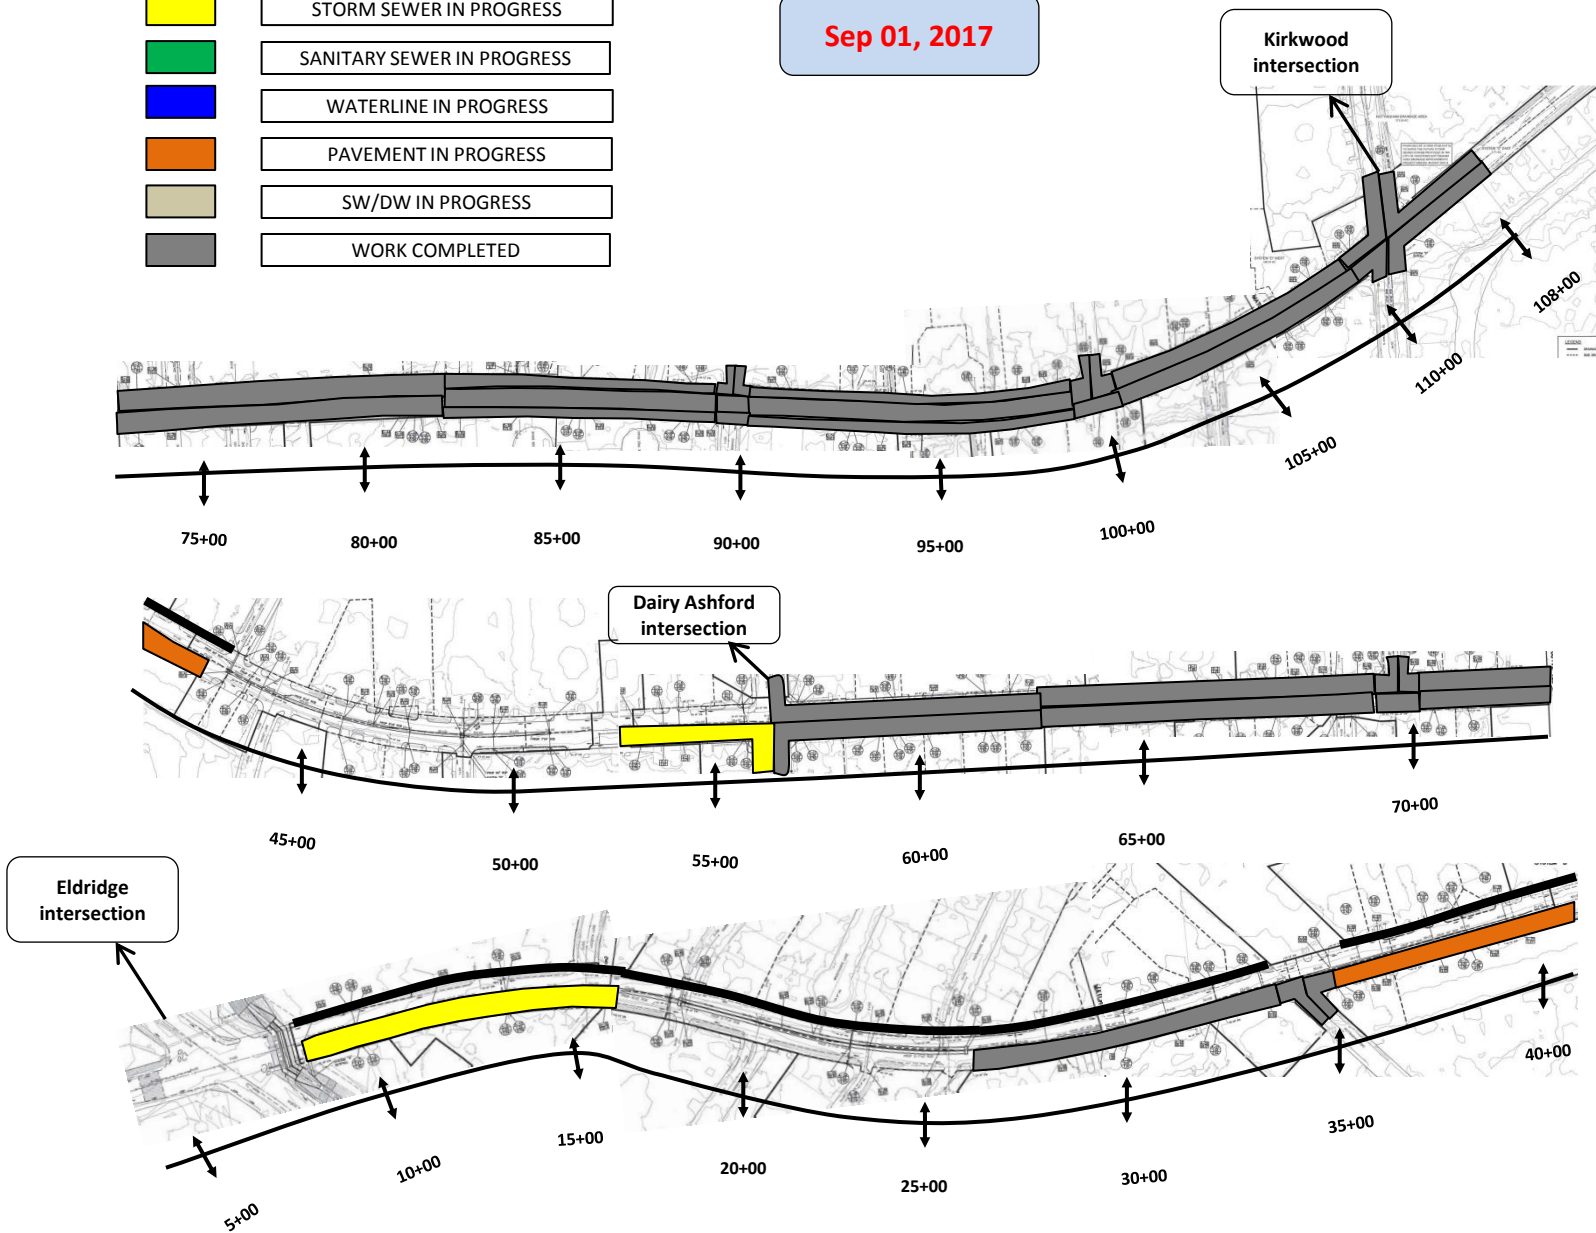 STORM SEWER IN PROGRESS
SANITARY SEWER IN PROGRESS
WATERLINE IN PROGRESS
PAVEMENT IN PROGRESS
SW/DW IN PROGRESS
WORK COMPLETED
Sep 01, 2017
Kirkwood
intersection
LEGEND
75+00
80+00
85+00
90+00
95+00
100+00
105+00
110+00
108+00
Dairy Ashford
intersection
45+00
50+00
55+00
60+00
65+00
70+00
Eldridge
intersection
5+00
10+00
15+00
20+00
25+00
30+00
35+00
40+00